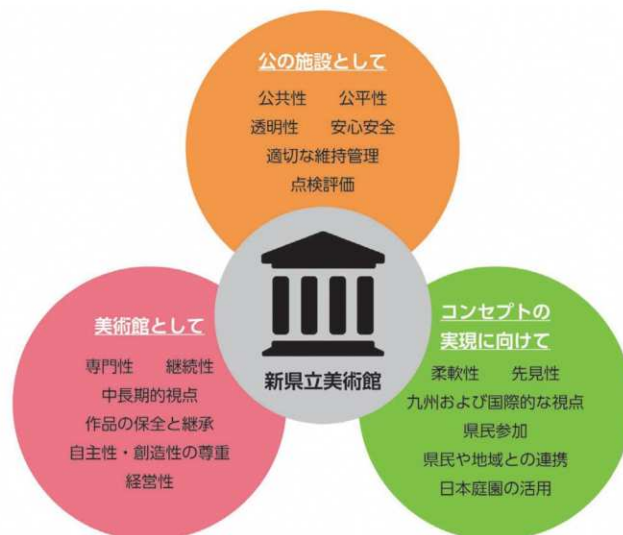 公の施設として
公共性 公平性
透明性 安心安全
適切な維持管理
点検評価
新県立美術館
美術館として
専門性 継続性
中長期的視点
作品の保全と継承
自主性・創造性の尊重
経営性
コンセプトの
実現に向けて
柔軟性 先見性
九州および国際的な視点
県民参加
県民や地域との連携
日本庭園の活用